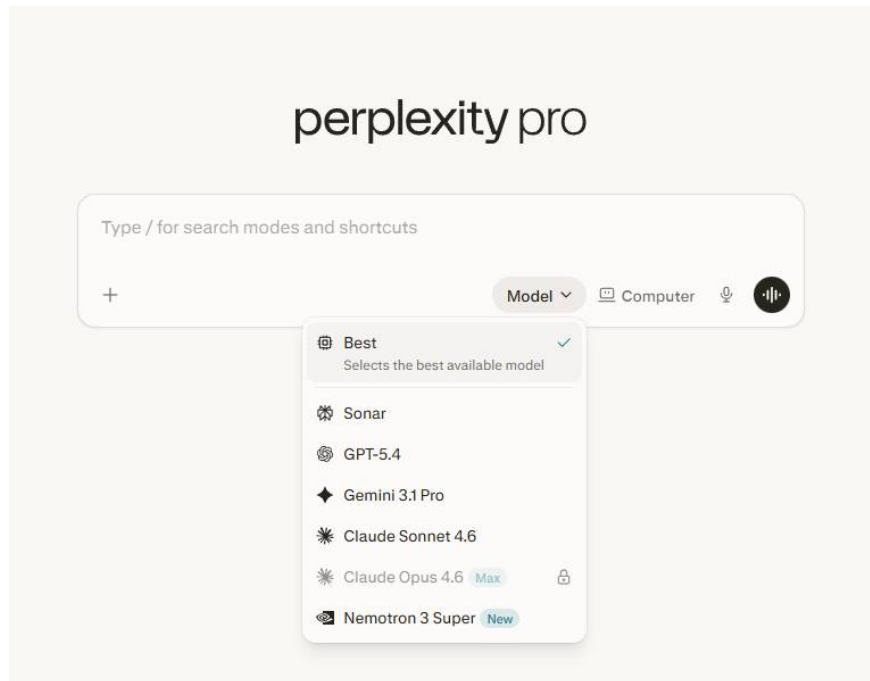 perplexity pro
Type / for search modes and shortcuts
Model
Computer
Best
Selects the best available model
Sonar
GPT-5.4
Gemini 3.1 Pro
Claude Sonnet 4.6
Claude Opus 4.6 Max
Nemotron 3 Super New